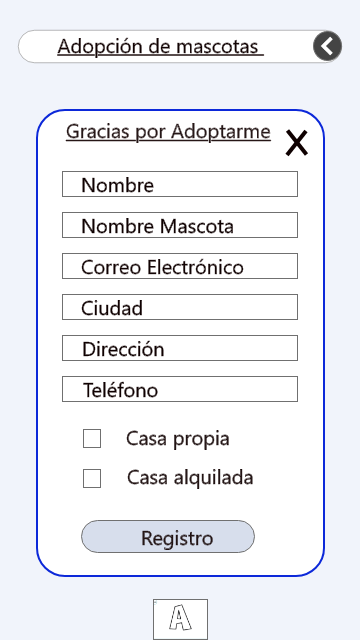 Adopción de mascotas
Gracias por Adoptarme
X
Nombre
Nombre Mascota
Correo Electrónico
Ciudad
Dirección
Teléfono
Casa propia
Casa alquilada
Registro
A